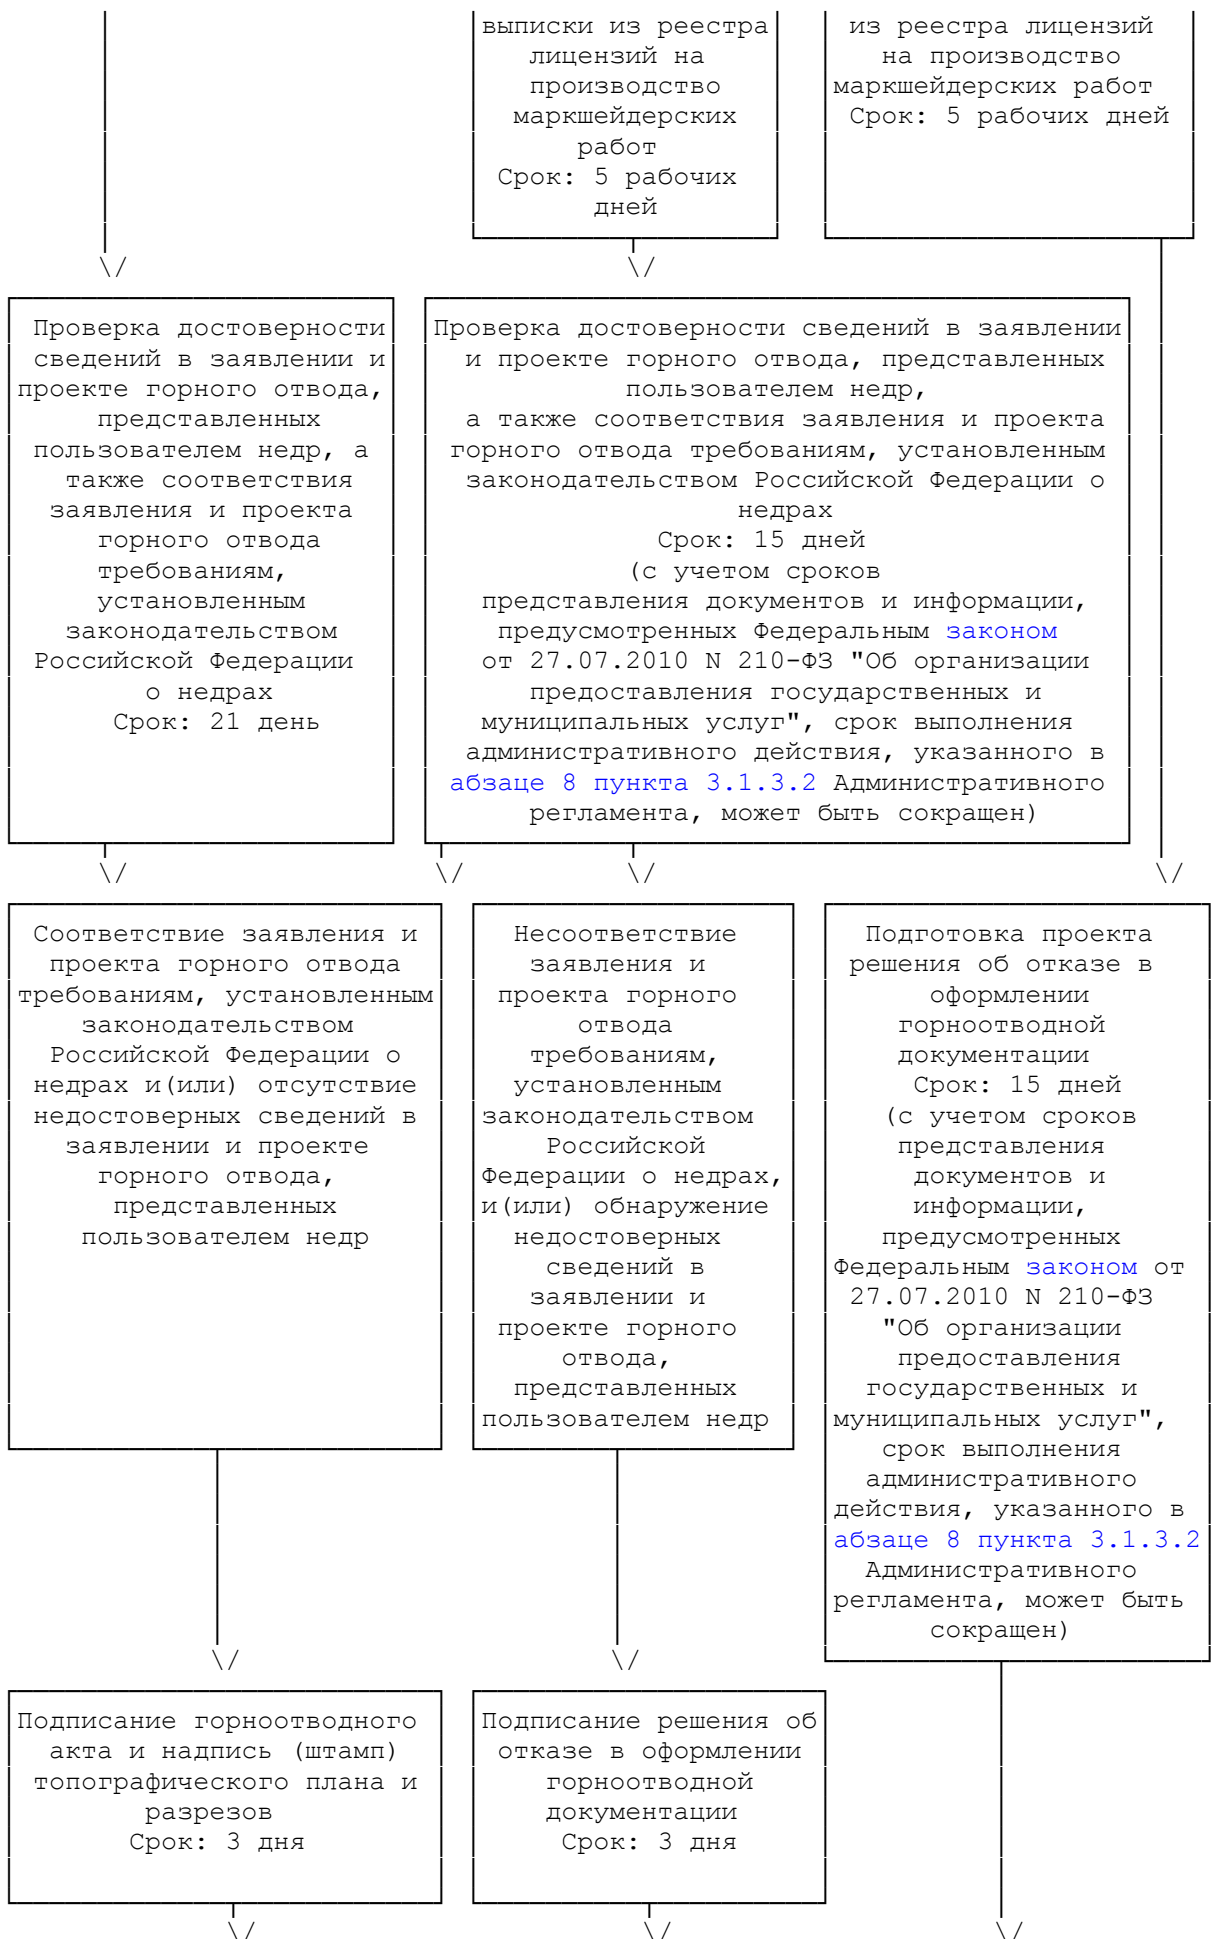 выписки из реестра
лицензий на
производство
маркшейдерских
работ
Срок: 5 рабочих
дней
из реестра лицензий
на производство
маркшейдерских работ
Срок: 5 рабочих дней
Проверка достоверности
сведений в заявлении и
проекте горного отвода,
представленных
пользователем недр, а
также соответствия
заявления и проекта
горного отвода
требованиям,
установленным
законодательством
Российской Федерации
о недрах
Срок: 21 день
Проверка достоверности сведений в заявлении
и проекте горного отвода, представленных
пользователем недр,
а также соответствия заявления и проекта
горного отвода требованиям, установленным
законодательством Российской Федерации о
недрах
Срок: 15 дней
(с учетом сроков
представления документов и информации,
предусмотренных Федеральным законом
от 27.07.2010 N 210-ФЗ "Об организации
предоставления государственных и
муниципальных услуг", срок выполнения
административного действия, указанного в
абзаце 8 пункта 3.1.3.2 Административного
регламента, может быть сокращен)
Соответствие заявления и
проекта горного отвода
требованиям, установленным
законодательством
Российской Федерации о
недрах и(или) отсутствие
недостоверных сведений в
заявлении и проекте
горного отвода,
представленных
пользователем недр
Несоответствие
заявления и
проекта горного
отвода
требованиям,
установленным
законодательством
Российской
Федерации о недрах,
и(или) обнаружение
недостоверных
сведений в
заявлении и
проекте горного
отвода,
представленных
пользователем недр
Подготовка проекта
решения об отказе в
оформлении
горноотводной
документации
Срок: 15 дней
(с учетом сроков
представления
документов и
информации,
предусмотренных
Федеральным законом от
27.07.2010 N 210-ФЗ
"Об организации
предоставления
государственных и
муниципальных услуг",
срок выполнения
административного
действия, указанного в
абзаце 8 пункта 3.1.3.2
Административного
регламента, может быть
сокращен)
Подписание горноотводного
акта и надпись (штамп)
топографического плана и
разрезов
Срок: 3 дня
Подписание решения об
отказе в оформлении
горноотводной
документации
Срок: 3 дня